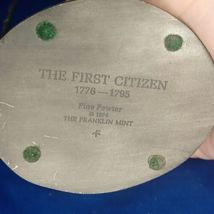 THE FIRST CITIZEN
1776—1795
Fine Pewter
© 1974
THE FRANKLIN MINT